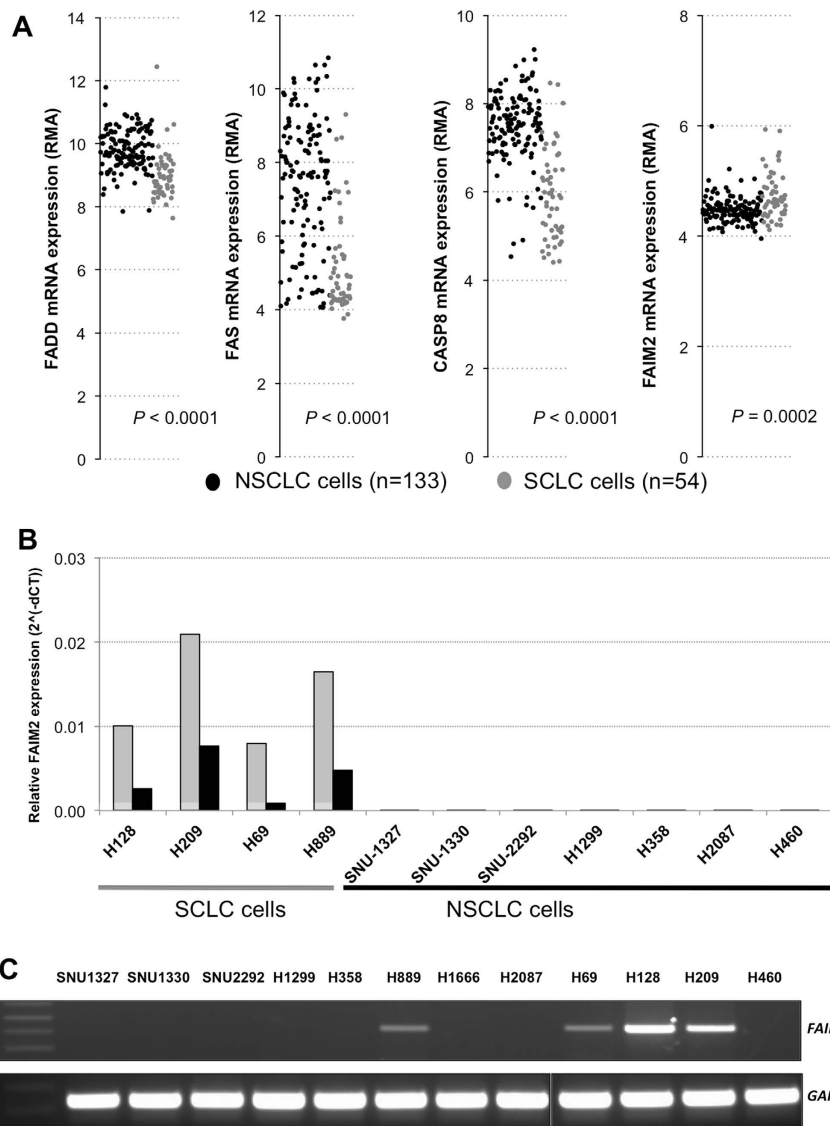 A
FADD mRNA expression (RMA)
14
12
10
8
6
4
2
0
P < 0.0001
FAS mRNA expression (RMA)
12
10
8
6
4
2
0
P < 0.0001
CASP8 mRNA expression (RMA)
10
8
6
4
2
0
P < 0.0001
FAIM2 mRNA expression (RMA)
8
6
4
2
0
P = 0.0002
NSCLC cells (n=133)
SCLC cells (n=54)
B
Relative FAIM2 expression (2^(-dCT))
0.03
0.02
0.01
0.00
H128
H209
H69
H889
SNU-1327
SNU-1330
SNU-2292
H1299
H358
H2087
H460
SCLC cells
NSCLC cells
C
SNU1327 SNU1330 SNU2292 H1299 H358 H889 H1666 H2087 H69 H128 H209 H460
FAI
GA